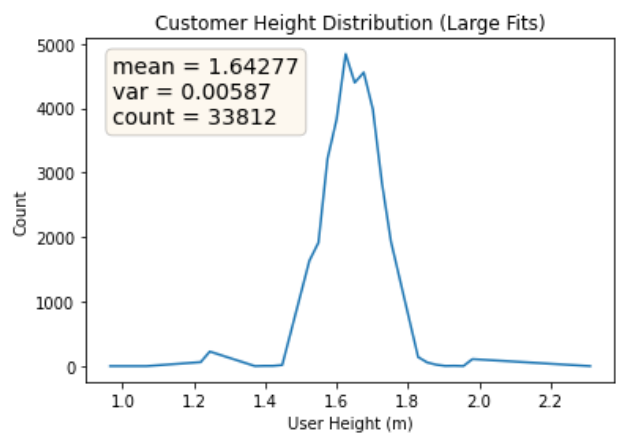 Customer Height Distribution (Large Fits)
mean = 1.64277
var = 0.00587
count = 33812
5000
4000
3000
2000
1000
0
Count
1.0 1.2 1.4 1.6 1.8 2.0 2.2
User Height (m)